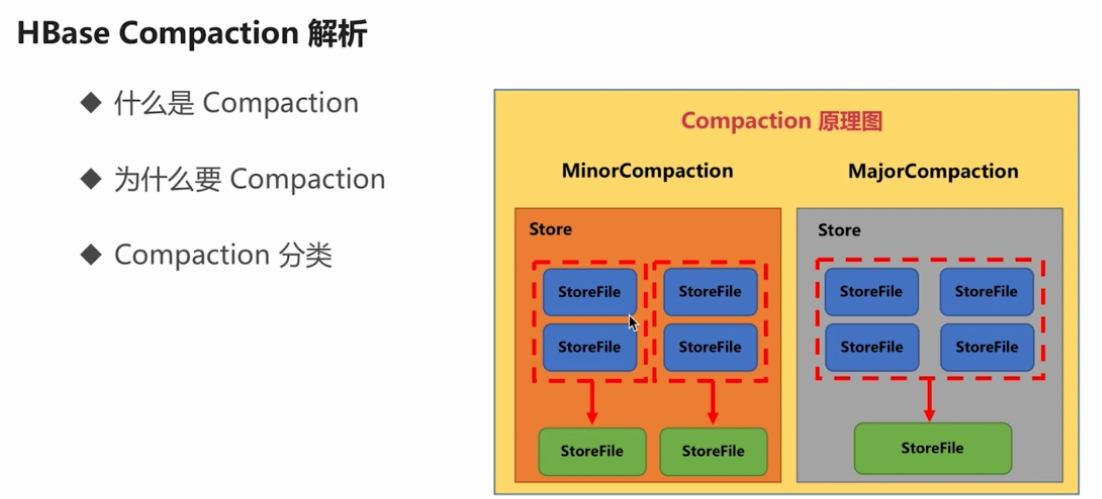 HBase Compaction 解析
◆ 什么是 Compaction
◆ 为什么要 Compaction
◆ Compaction 分类
Compaction 原理图
MinorCompaction
MajorCompaction
Store
StoreFile
StoreFile
StoreFile
StoreFile
StoreFile
StoreFile
Store
StoreFile
StoreFile
StoreFile
StoreFile
StoreFile